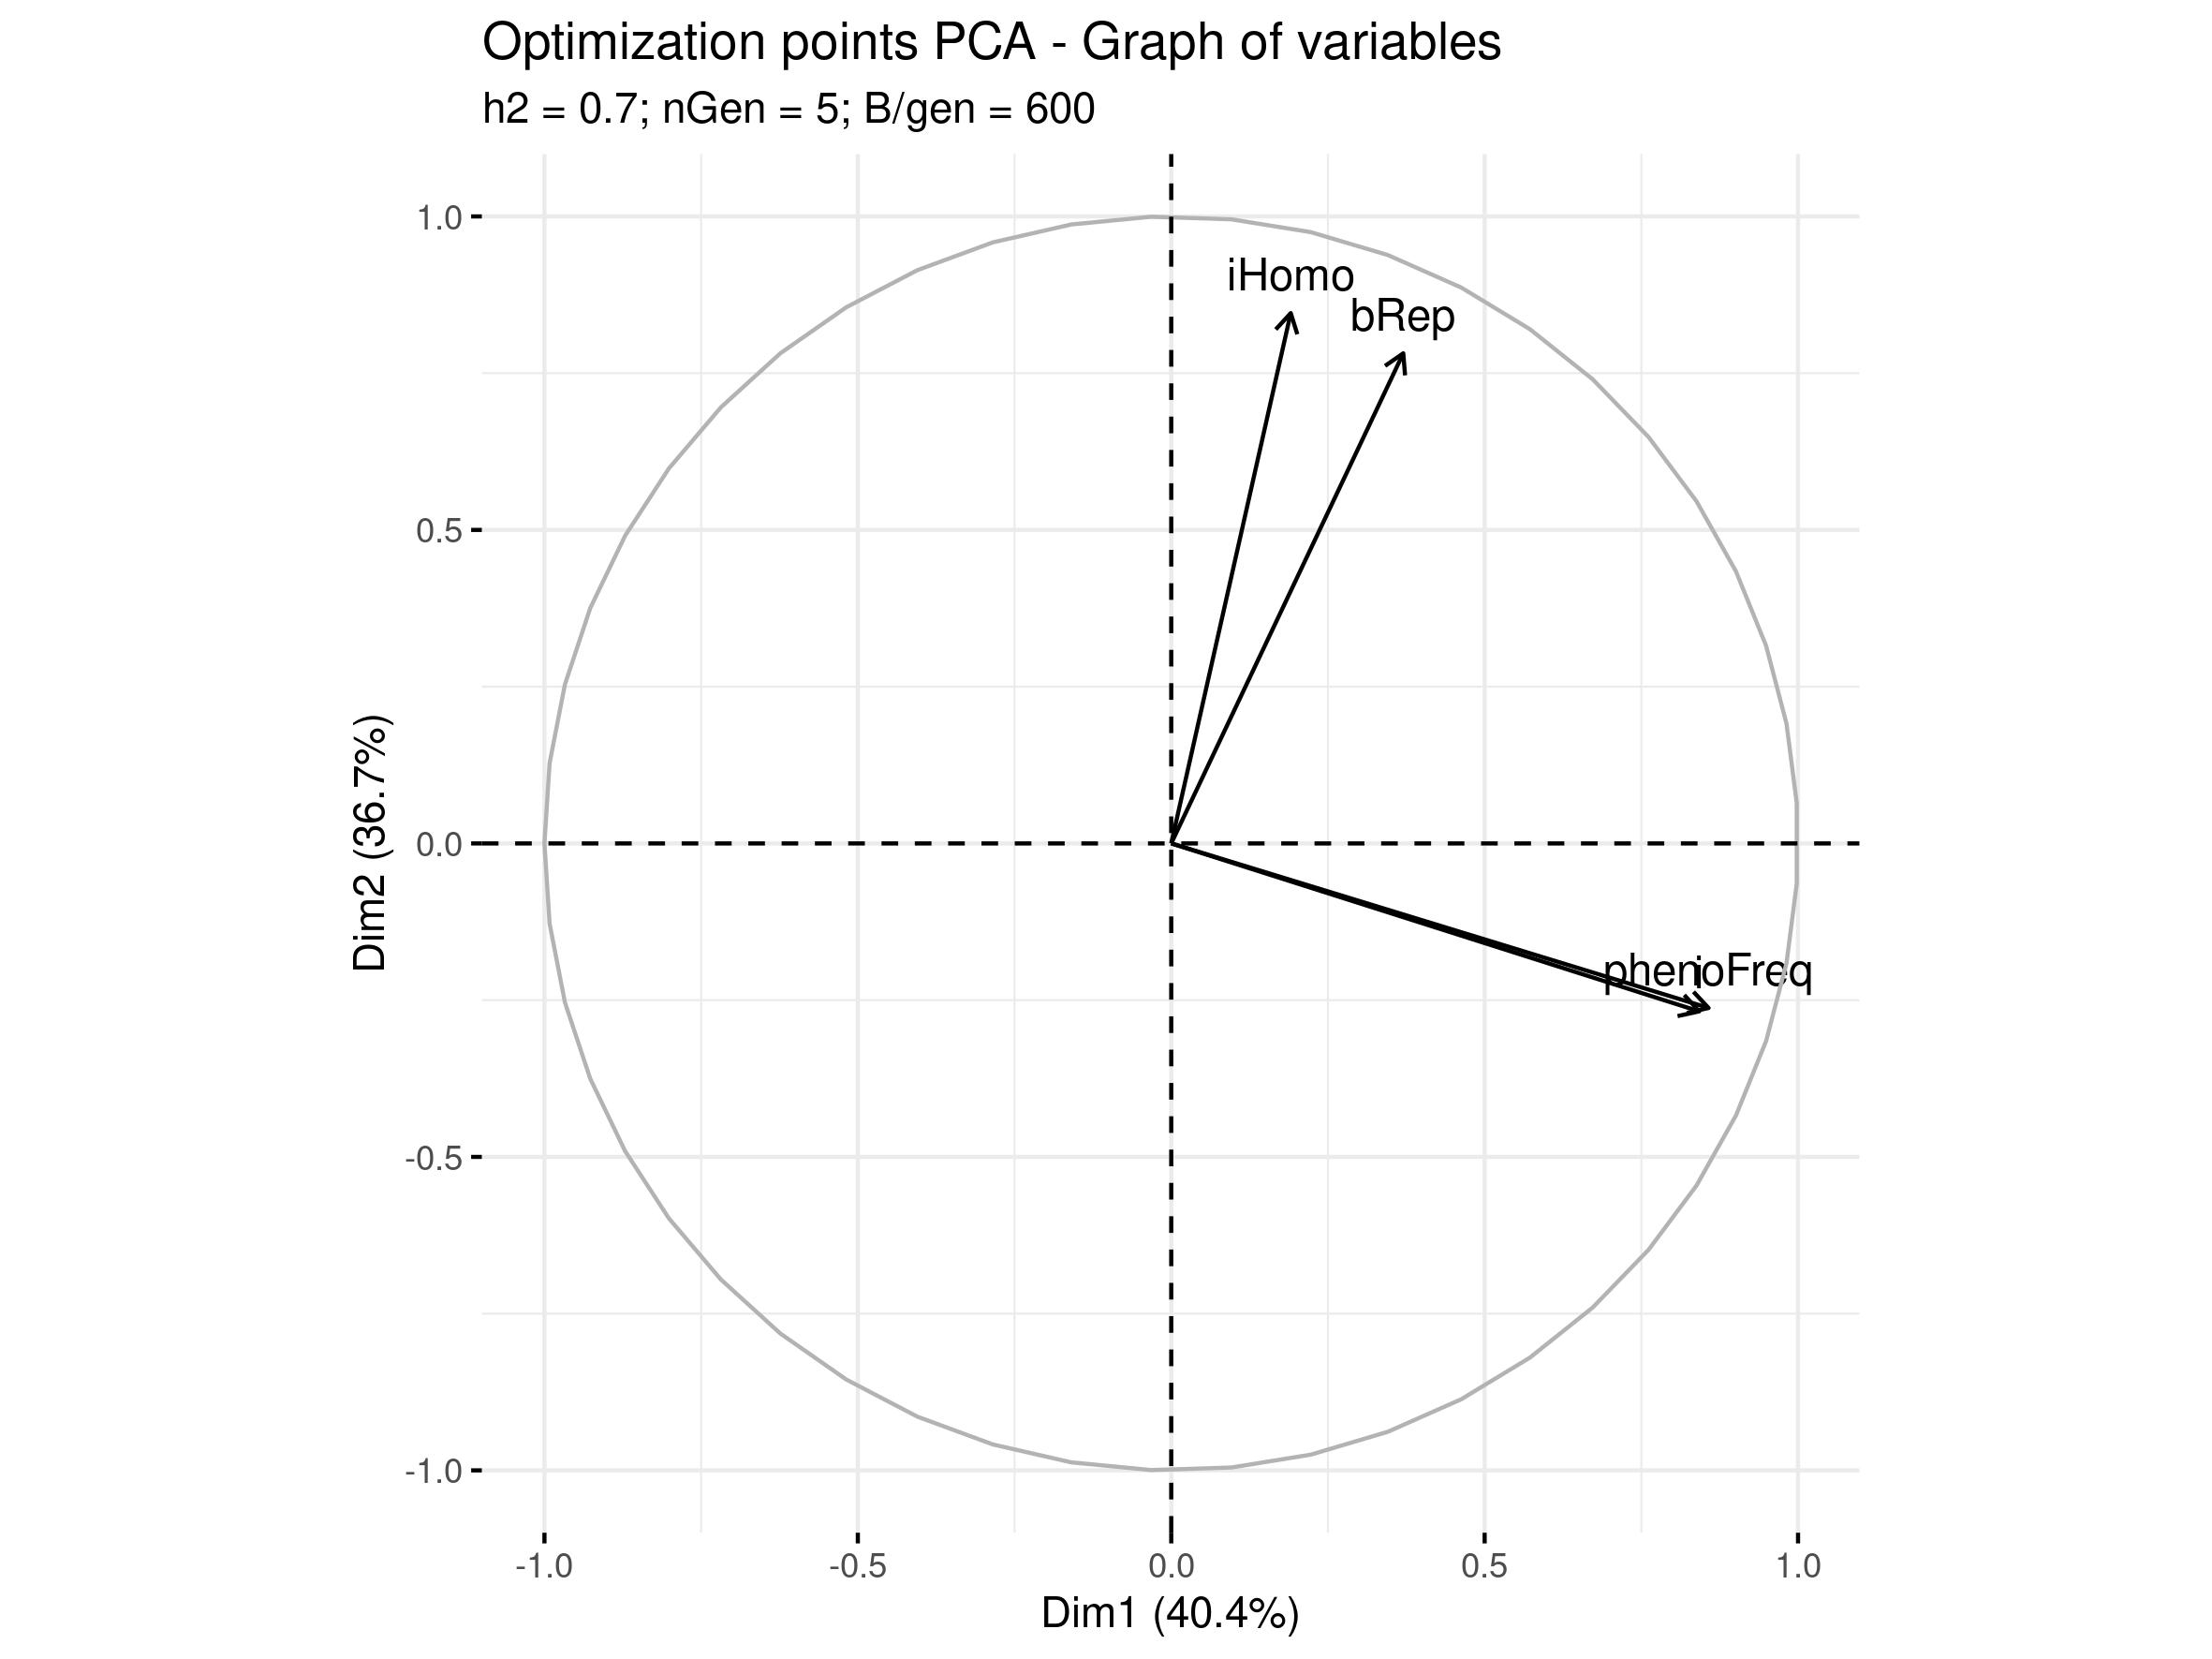 Optimization points PCA - Graph of variables
h2 = 0.7; nGen = 5; B/gen = 600
1.0
0.5
0.0
-0.5
-1.0
Dim2 (36.7%)
iHomo
bRep
phenoFreq
i
-1.0
-0.5
0.0
0.5
1.0
Dim1 (40.4%)